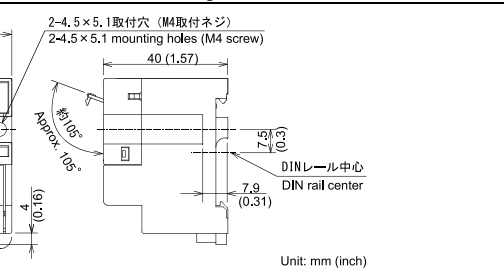 2-4.5×5.1取付穴（M4取付ネジ）
2-4.5×5.1 mounting holes (M4 screw)
40 (1.57)
約105°
Approx. 105°
7.5
(0.3)
DINレール中心
DIN rail center
7.9
(0.31)
4
(0.16)
Unit: mm (inch)